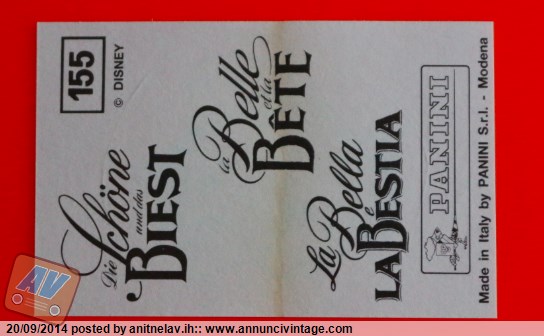 155
© DISNEY
Die Schöne
und das
BIEST
la Belle
et la
BÊTE
La Bella
e
LA BESTIA
PANINI
Made in Italy by PANINI S.r.l. - Modena
AV
20/09/2014 posted by anitnelav.ih:: www.annuncivintage.com